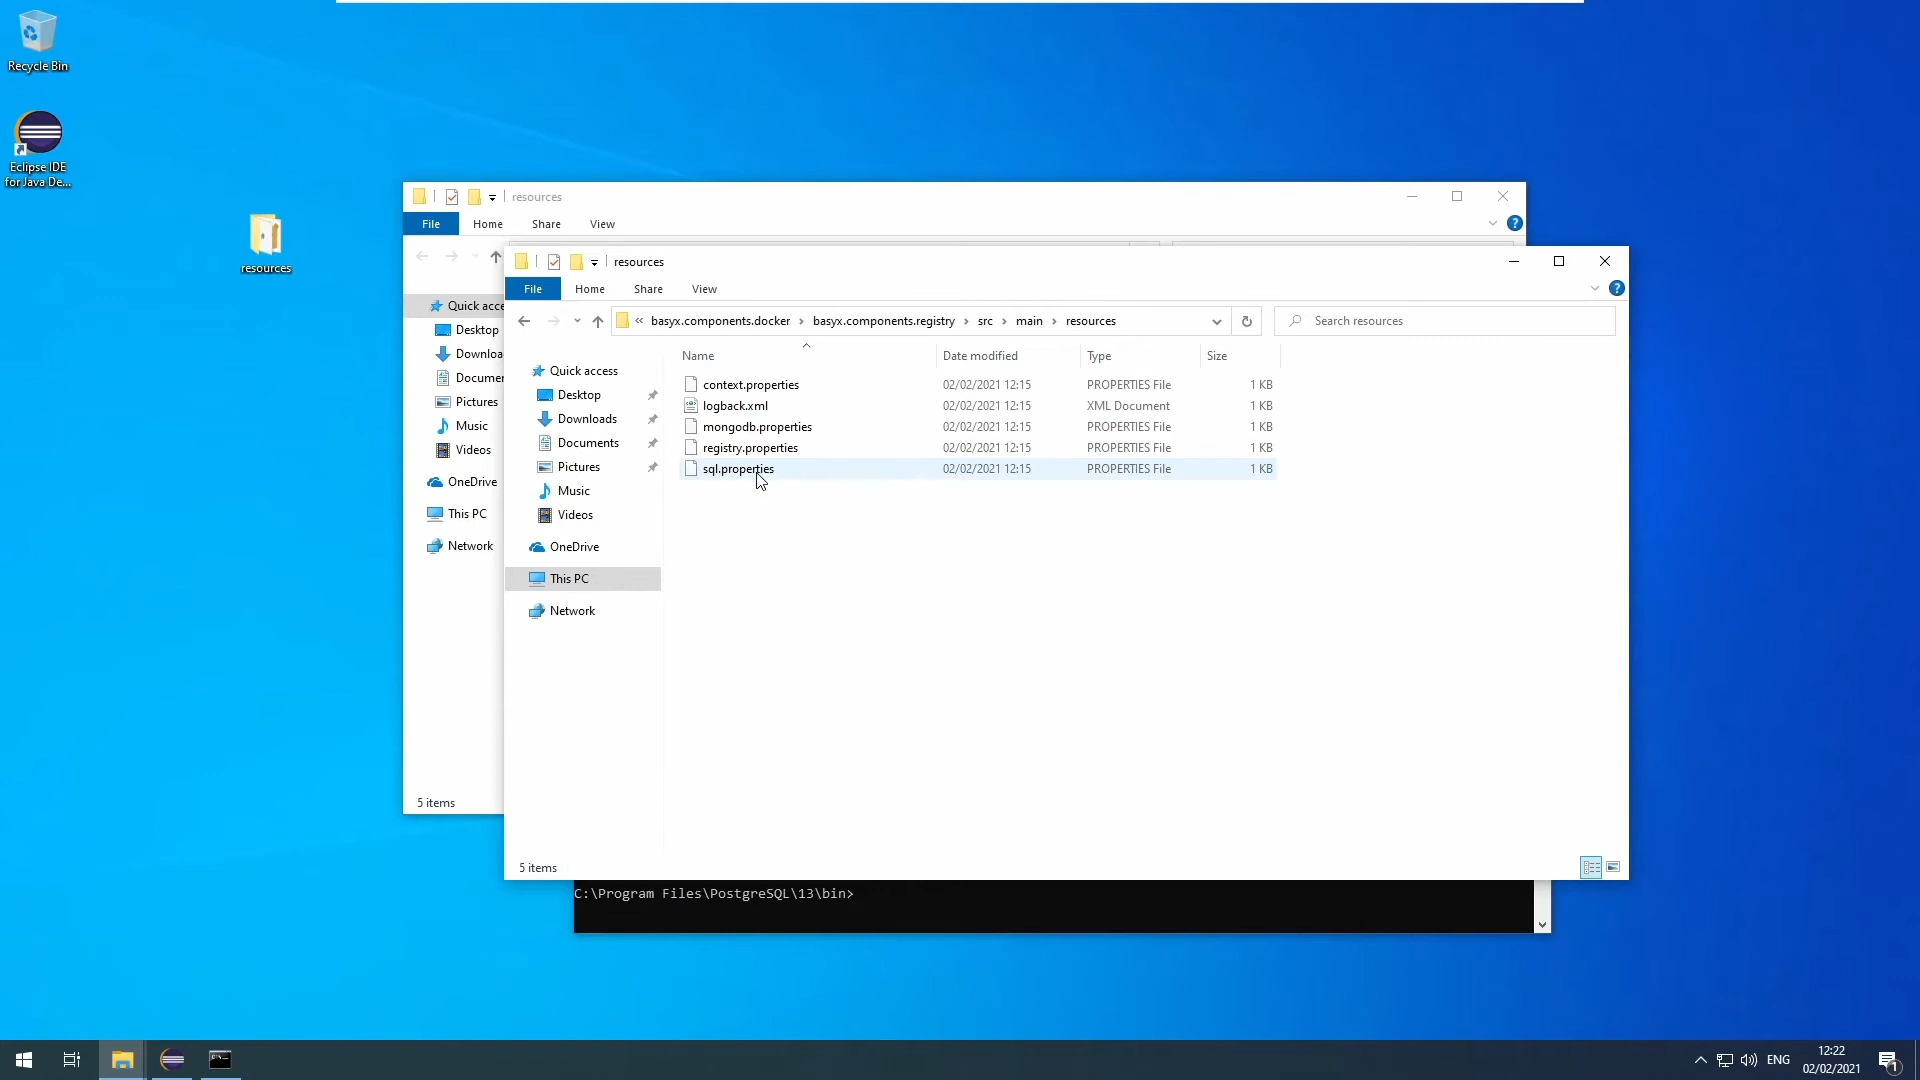 Recycle Bin
Eclipse IDE
for Java De...
resources
resources
File Home Share View
Quick acce
Desktop
Downloa
Documer
Pictures
Music
Videos
OneDrive
This PC
Network
5 items
resources
File Home Share View
« basyx.components.docker › basyx.components.registry › src › main › resources
Search resources
Quick access
Desktop
Downloads
Documents
Pictures
Music
Videos
OneDrive
This PC
Network
Name Date modified Type Size
context.properties 02/02/2021 12:15 PROPERTIES File 1 KB
logback.xml 02/02/2021 12:15 XML Document 1 KB
mongodb.properties 02/02/2021 12:15 PROPERTIES File 1 KB
registry.properties 02/02/2021 12:15 PROPERTIES File 1 KB
sql.properties 02/02/2021 12:15 PROPERTIES File 1 KB
5 items
C:\Program Files\PostgreSQL\13\bin>
ENG
12:22
02/02/2021
1